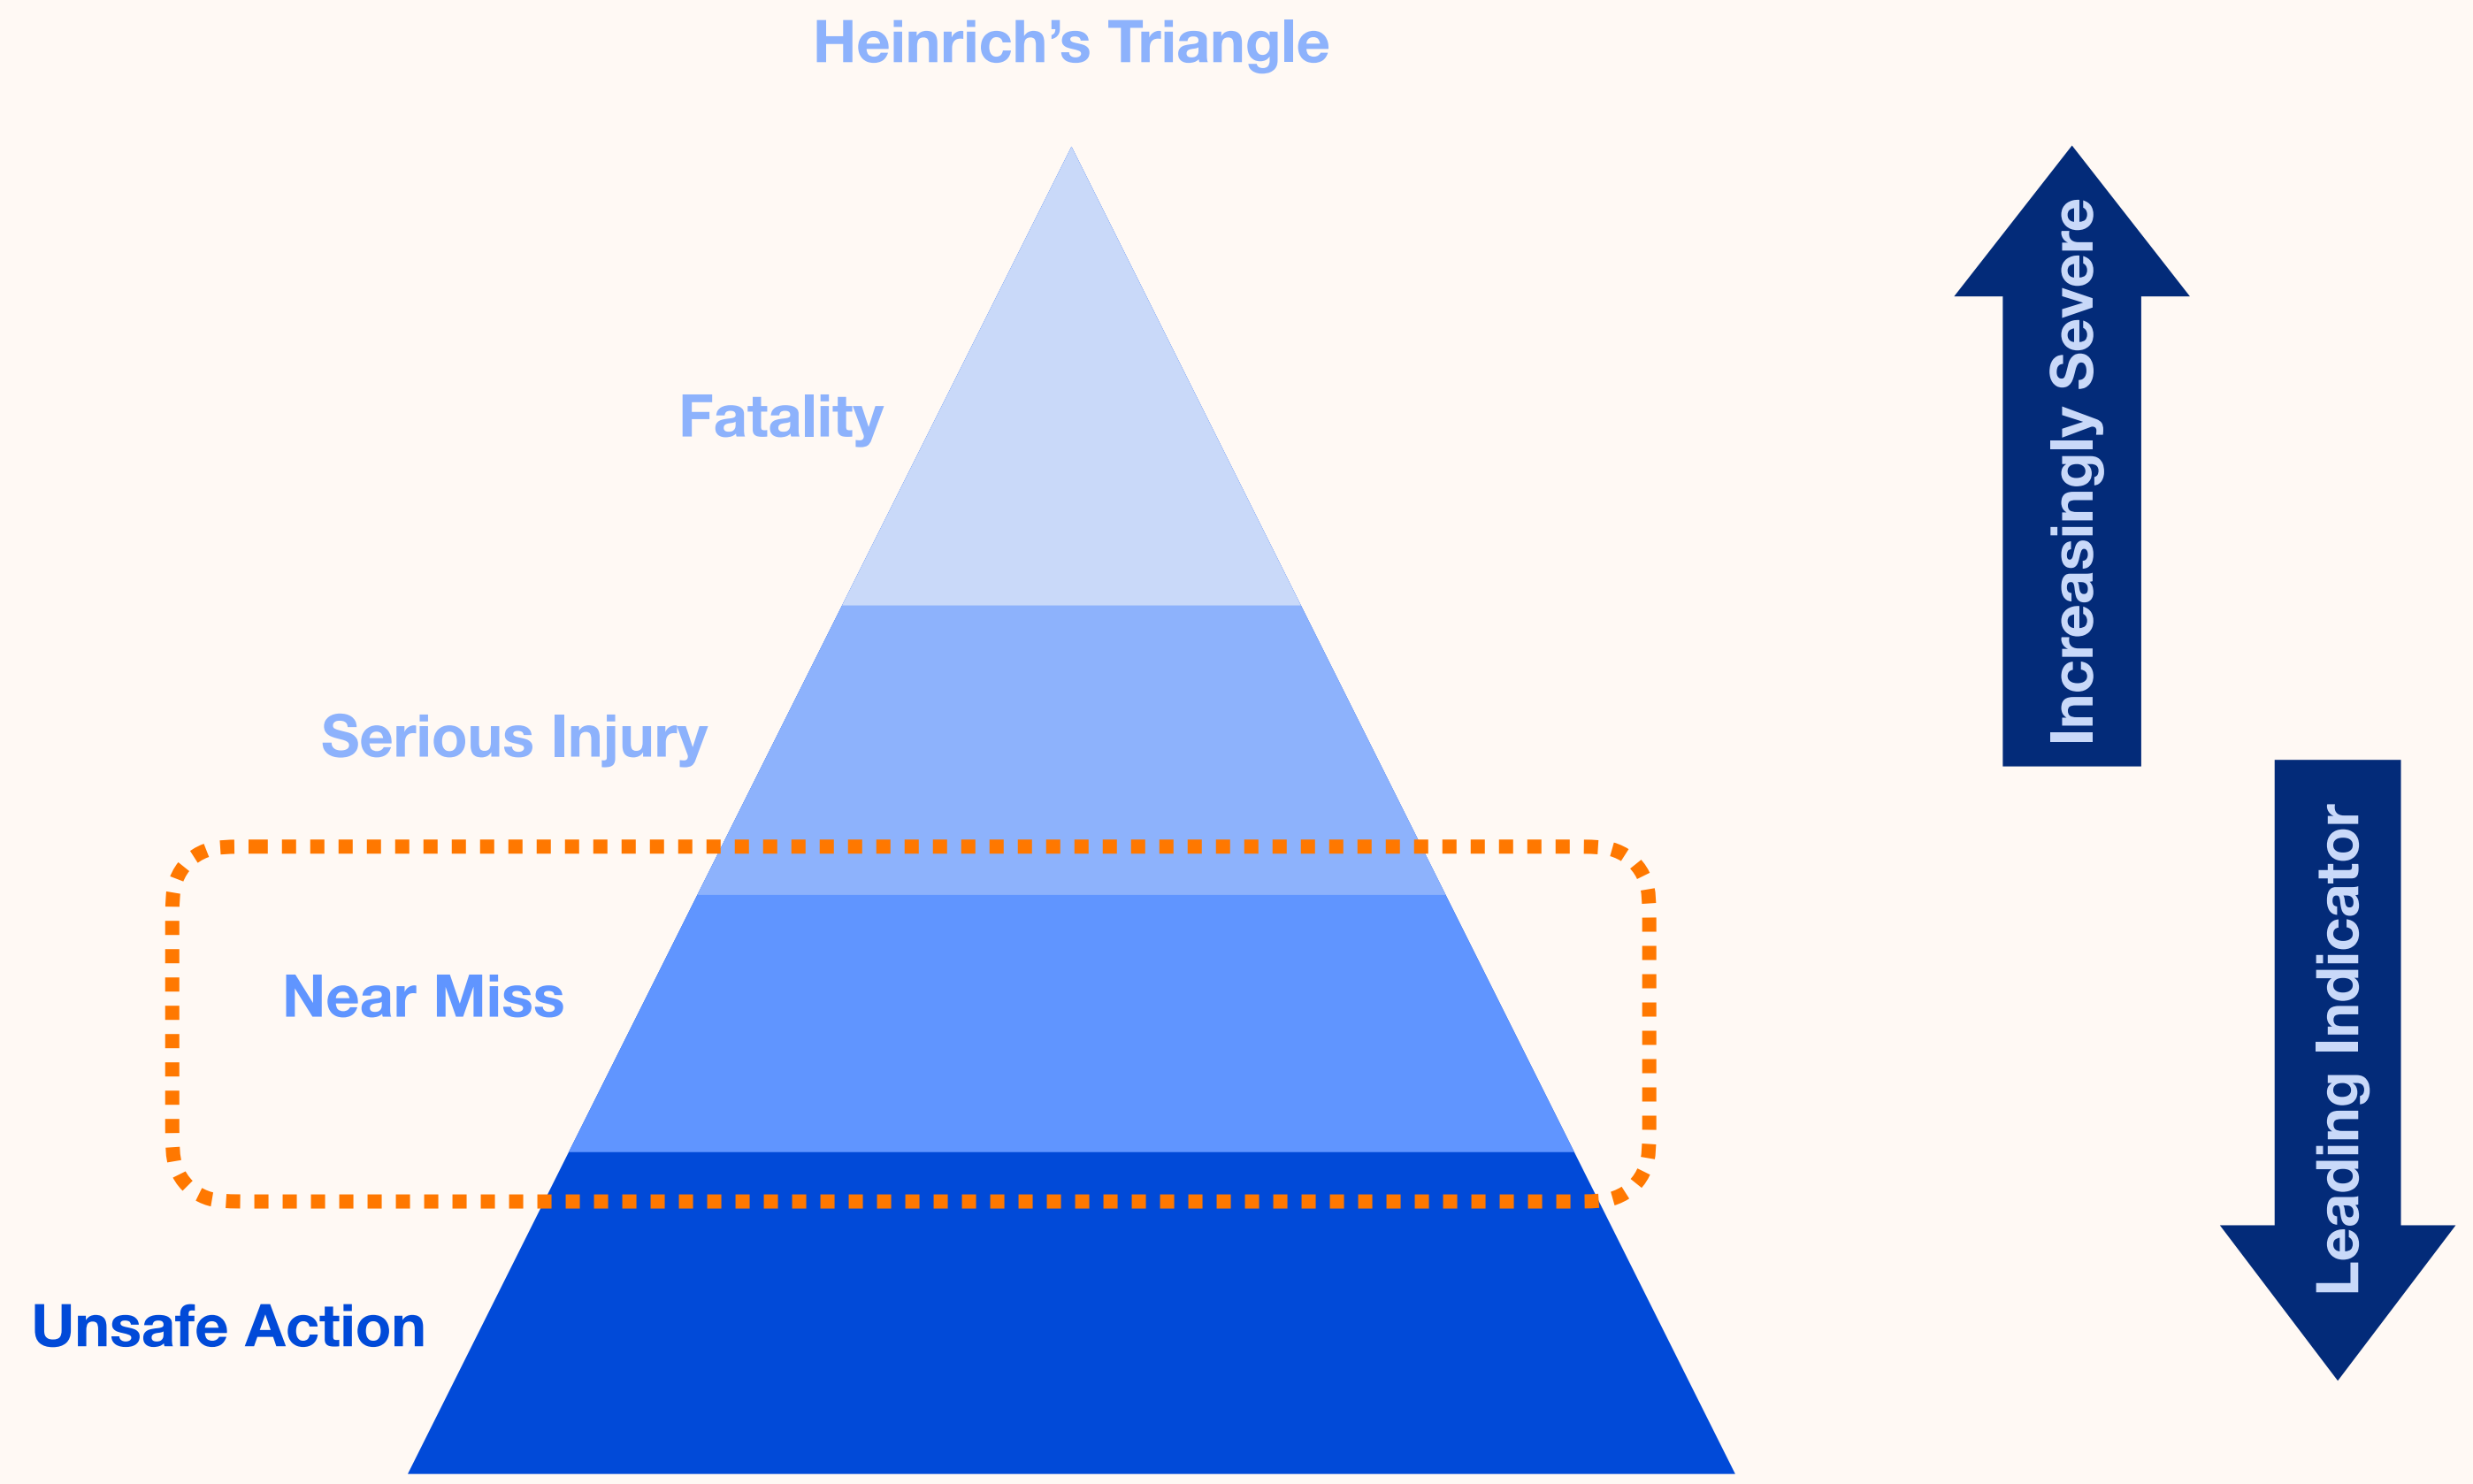 Heinrich’s Triangle
Fatality
Serious Injury
Near Miss
Unsafe Action
Increasingly Severe
Leading Indicator